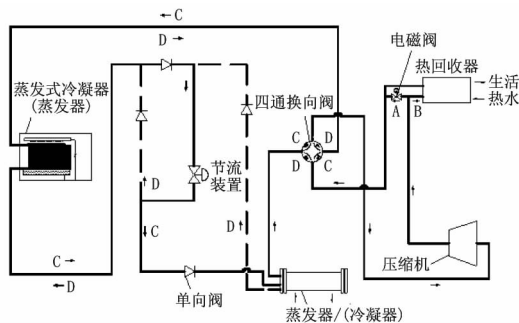 ←C
D→
电磁阀
热回收器
生活
热水
A
B
蒸发式冷凝器
(蒸发器)
四通换向阀
C
D
D
C
节流
装置
D
D
C
C→
←D
单向阀
压缩机
蒸发器/(冷凝器)